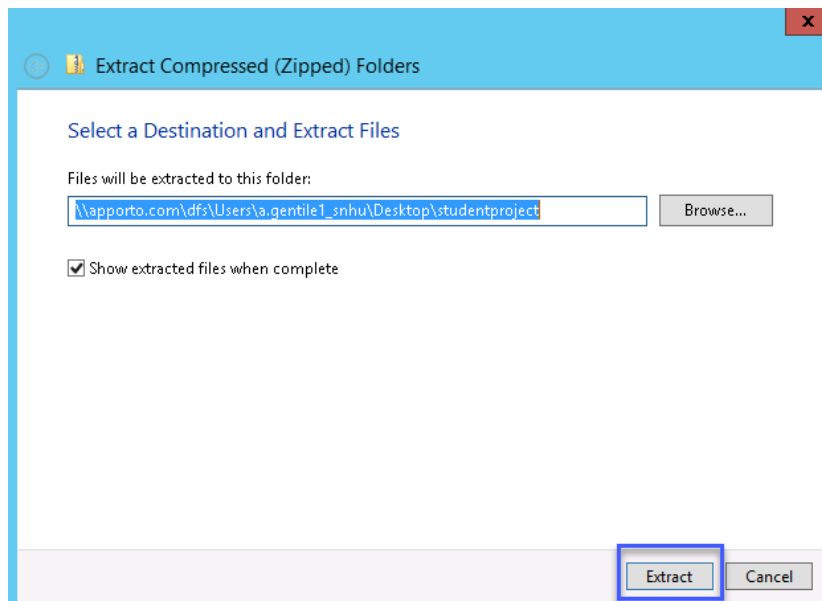 x
Extract Compressed (Zipped) Folders
Select a Destination and Extract Files
Files will be extracted to this folder:
\\apporto.com\dfs\Users\a.gentile1_snhu\Desktop\studentproject
Browse...
Show extracted files when complete
Extract
Cancel